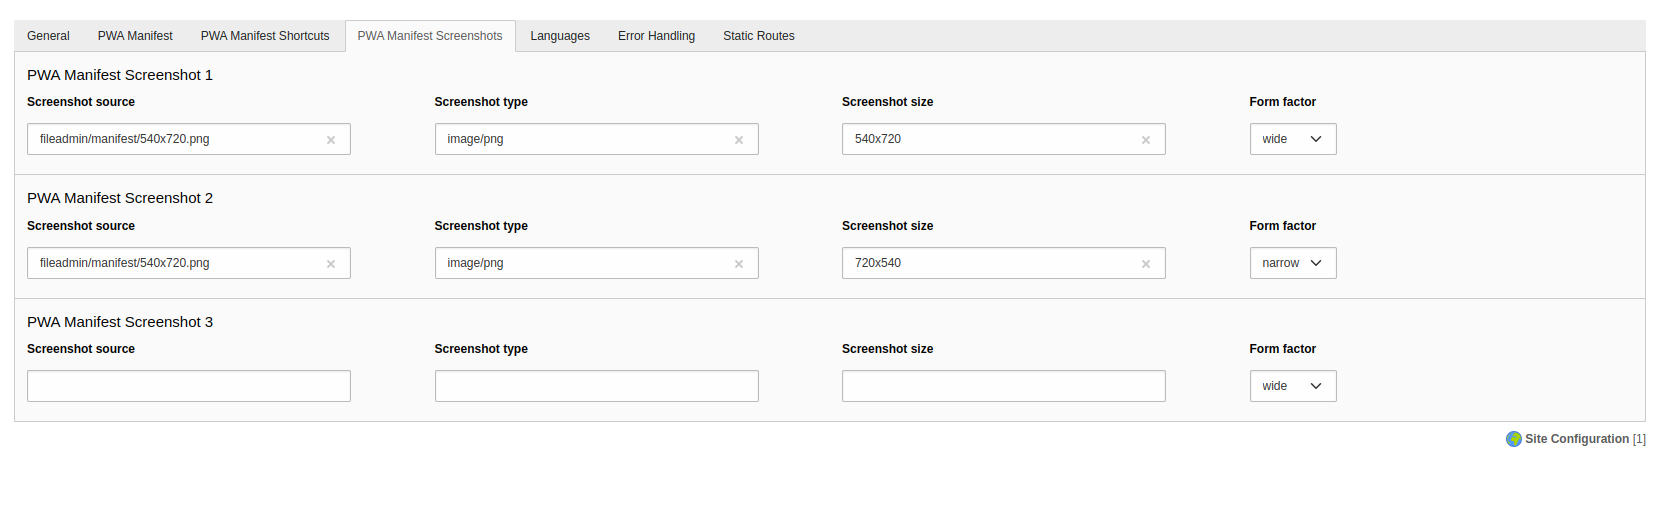 General PWA Manifest PWA Manifest Shortcuts PWA Manifest Screenshots Languages Error Handling Static Routes
PWA Manifest Screenshot 1
Screenshot source Screenshot type Screenshot size Form factor
fileadmin/manifest/540x720.png image/png 540x720 wide
PWA Manifest Screenshot 2
Screenshot source Screenshot type Screenshot size Form factor
fileadmin/manifest/540x720.png image/png 720x540 narrow
PWA Manifest Screenshot 3
Screenshot source Screenshot type Screenshot size Form factor
wide
Site Configuration [1]